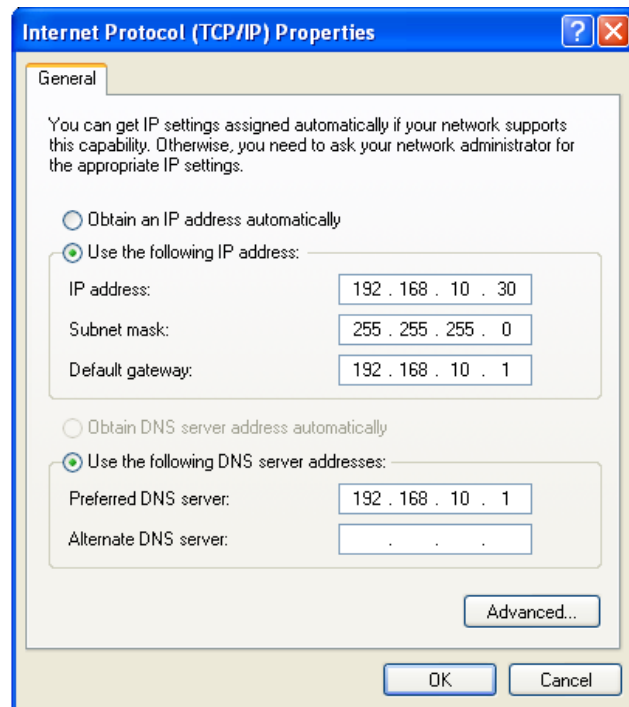 Internet Protocol (TCP/IP) Properties
General
You can get IP settings assigned automatically if your network supports
this capability. Otherwise, you need to ask your network administrator for
the appropriate IP settings.
Obtain an IP address automatically
Use the following IP address:
IP address: 192 . 168 . 10 . 30
Subnet mask: 255 . 255 . 255 . 0
Default gateway: 192 . 168 . 10 . 1
Obtain DNS server address automatically
Use the following DNS server addresses:
Preferred DNS server: 192 . 168 . 10 . 1
Alternate DNS server: . . .
Advanced...
OK Cancel